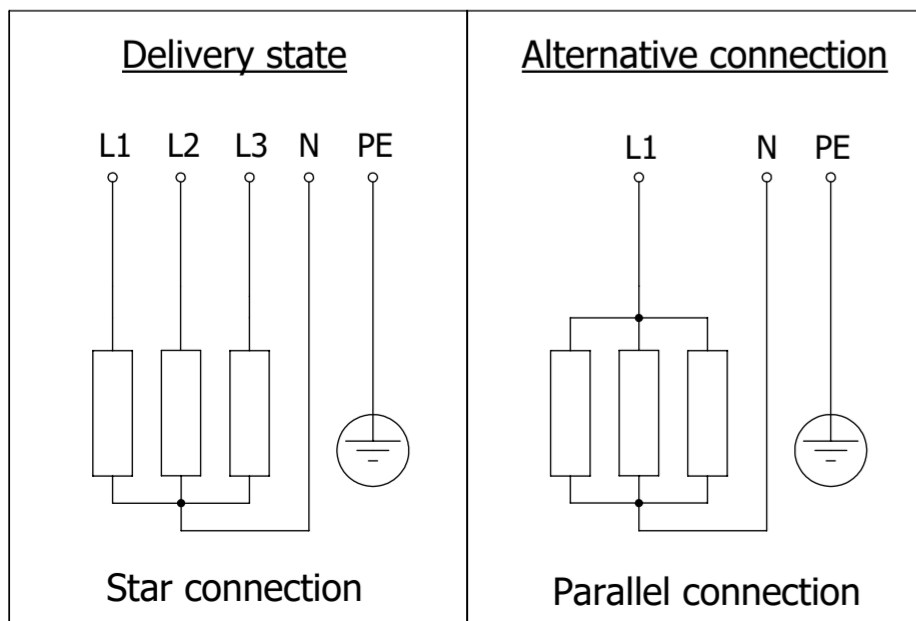 Delivery state
L1 L2 L3 N PE
Star connection
Alternative connection
L1 N PE
Parallel connection